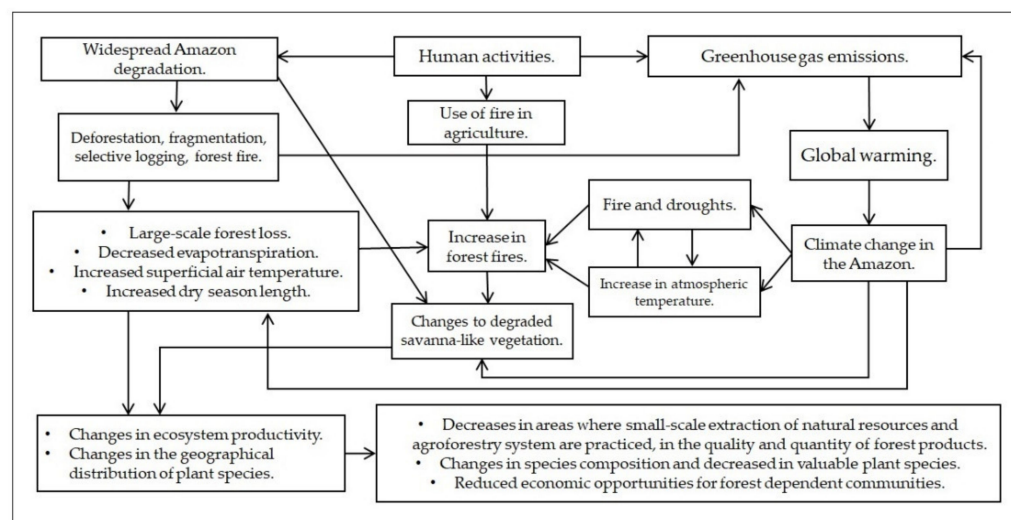 Widespread Amazon
degradation.
Human activities.
Greenhouse gas emissions.
Use of fire in
agriculture.
Deforestation, fragmentation,
selective logging, forest fire.
Global warming.
• Large-scale forest loss.
• Decreased evapotranspiration.
• Increased superficial air temperature.
• Increased dry season length.
Increase in
forest fires.
Fire and droughts.
Increase in atmospheric
temperature.
Climate change in
the Amazon.
Changes to degraded
savanna-like vegetation.
• Changes in ecosystem productivity.
• Changes in the geographical
distribution of plant species.
• Decreases in areas where small-scale extraction of natural resources and
agroforestry system are practiced, in the quality and quantity of forest products.
• Changes in species composition and decreased in valuable plant species.
• Reduced economic opportunities for forest dependent communities.